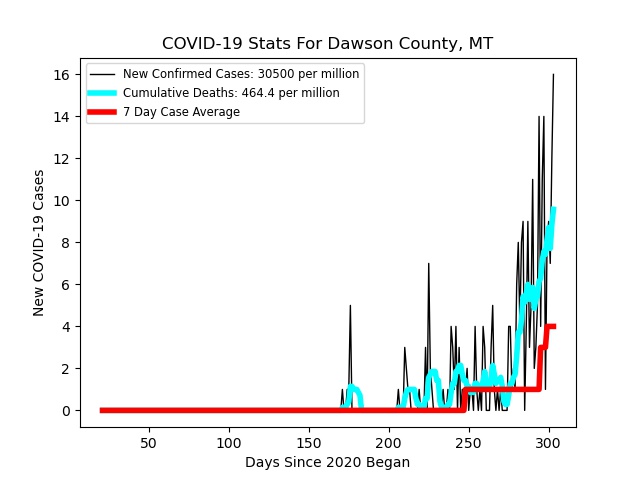 COVID-19 Stats For Dawson County, MT
New Confirmed Cases: 30500 per million
Cumulative Deaths: 464.4 per million
7 Day Case Average
New COVID-19 Cases
16
14
12
10
8
6
4
2
0
50 100 150 200 250 300
Days Since 2020 Began